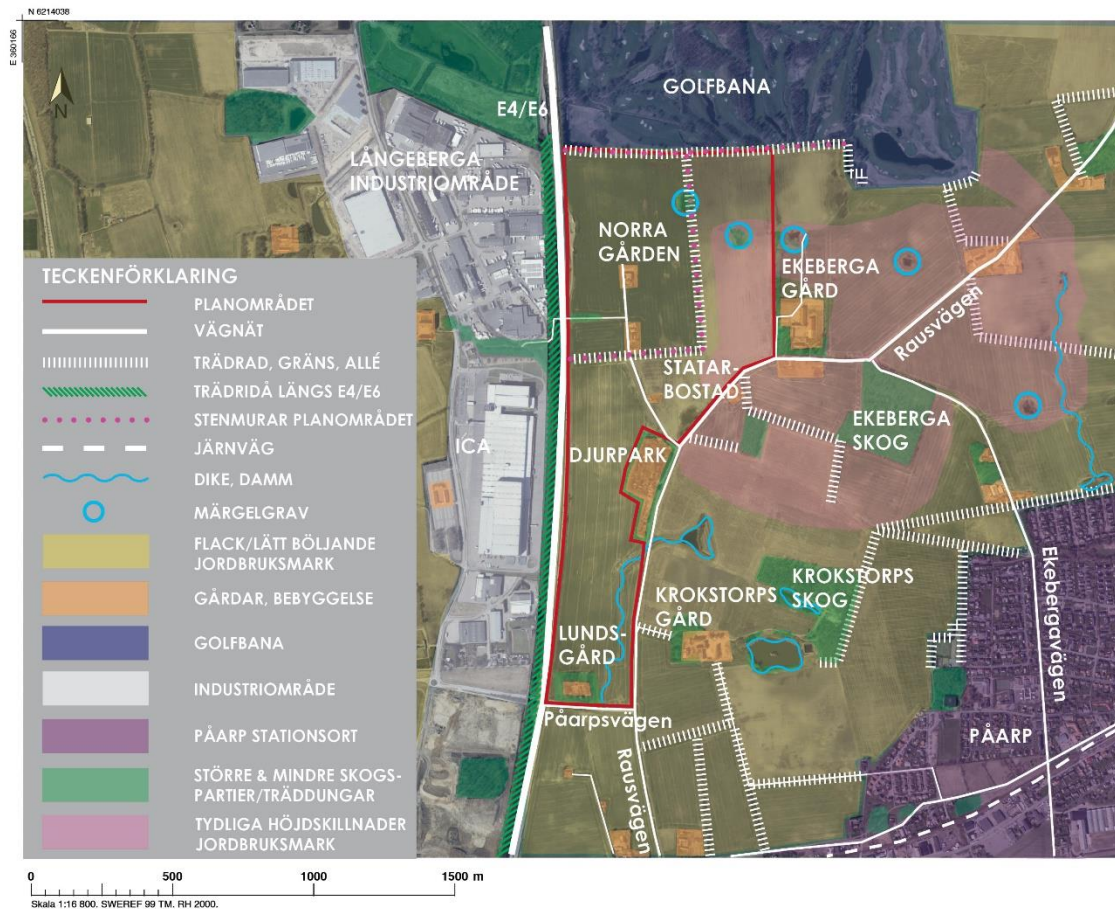 N 6214038
E 360166
N
E4/E6
GOLFBANA
LÅNGEBERGA
INDUSTRIOMRÅDE
NORRA
GÅRDEN
EKEBERGA
GÅRD
Rausvägen
STATAR-
BOSTAD
EKEBERGA
SKOG
ICA
DJURPARK
KROKSTORPS
GÅRD
KROKSTORPS
SKOG
LUNDS-
GÅRD
Ekebergavägen
Påarpsvägen
Rausvägen
PÅARP
TECKENFÖRKLARING
PLANOMRÅDET
VÄGNÄT
TRÄDRAD, GRÄNS, ALLÉ
TRÄDRIDÅ LÄNGS E4/E6
STENMURAR PLANOMRÅDET
JÄRNVÄG
DIKE, DAMM
MÄRGELGRAV
FLACK/LÄTT BÖLJANDE
JORDBRUKSMARK
GÅRDAR, BEBYGGELSE
GOLFBANA
INDUSTRIOMRÅDE
PÅARP STATIONSORT
STÖRRE & MINDRE SKOGS-
PARTIER/TRÄDDUNGAR
TYDLIGA HÖJDSKILLNADER
JORDBRUKSMARK
0 500 1000 1500 m
Skala 1:16 800. SWEREF 99 TM. RH 2000.